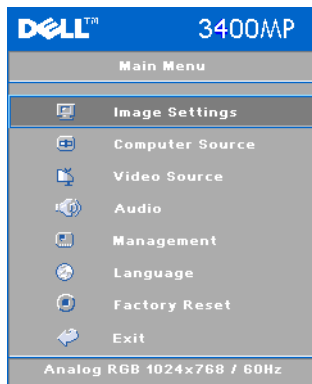 DELL™ 3400MP
Main Menu
Image Settings
Computer Source
Video Source
Audio
Management
Language
Factory Reset
Exit
Analog RGB 1024x768 / 60Hz